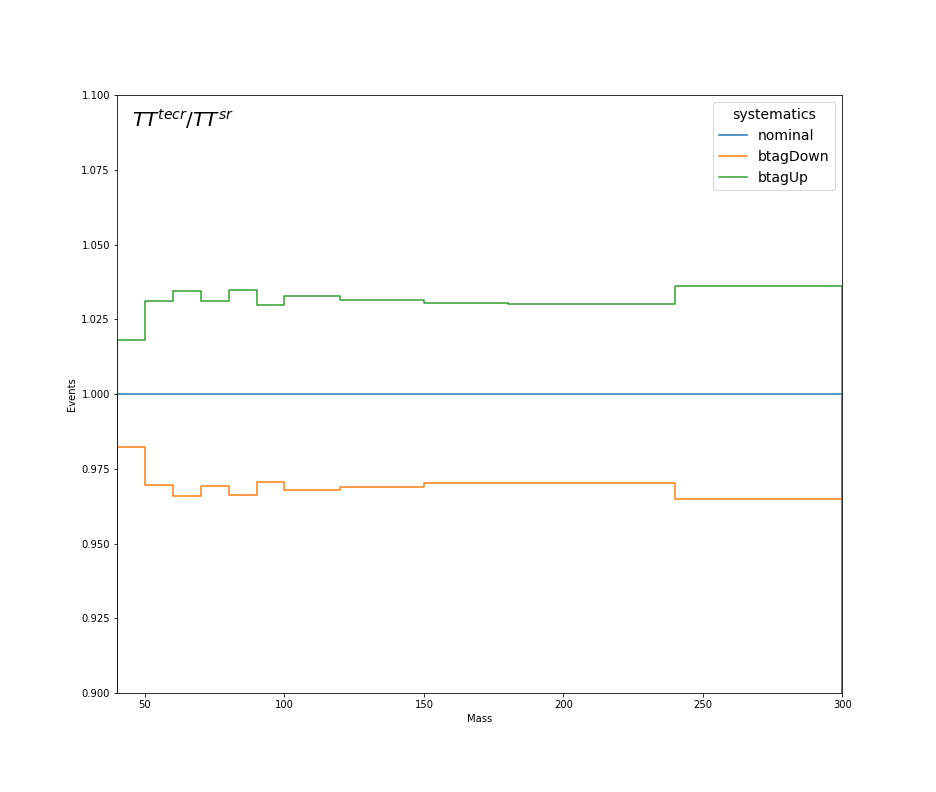 TT^tecr/TT^sr
systematics
nominal
btagDown
btagUp
1.100
1.075
1.050
1.025
1.000
0.975
0.950
0.925
0.900
Events
50 100 150 200 250 300
Mass